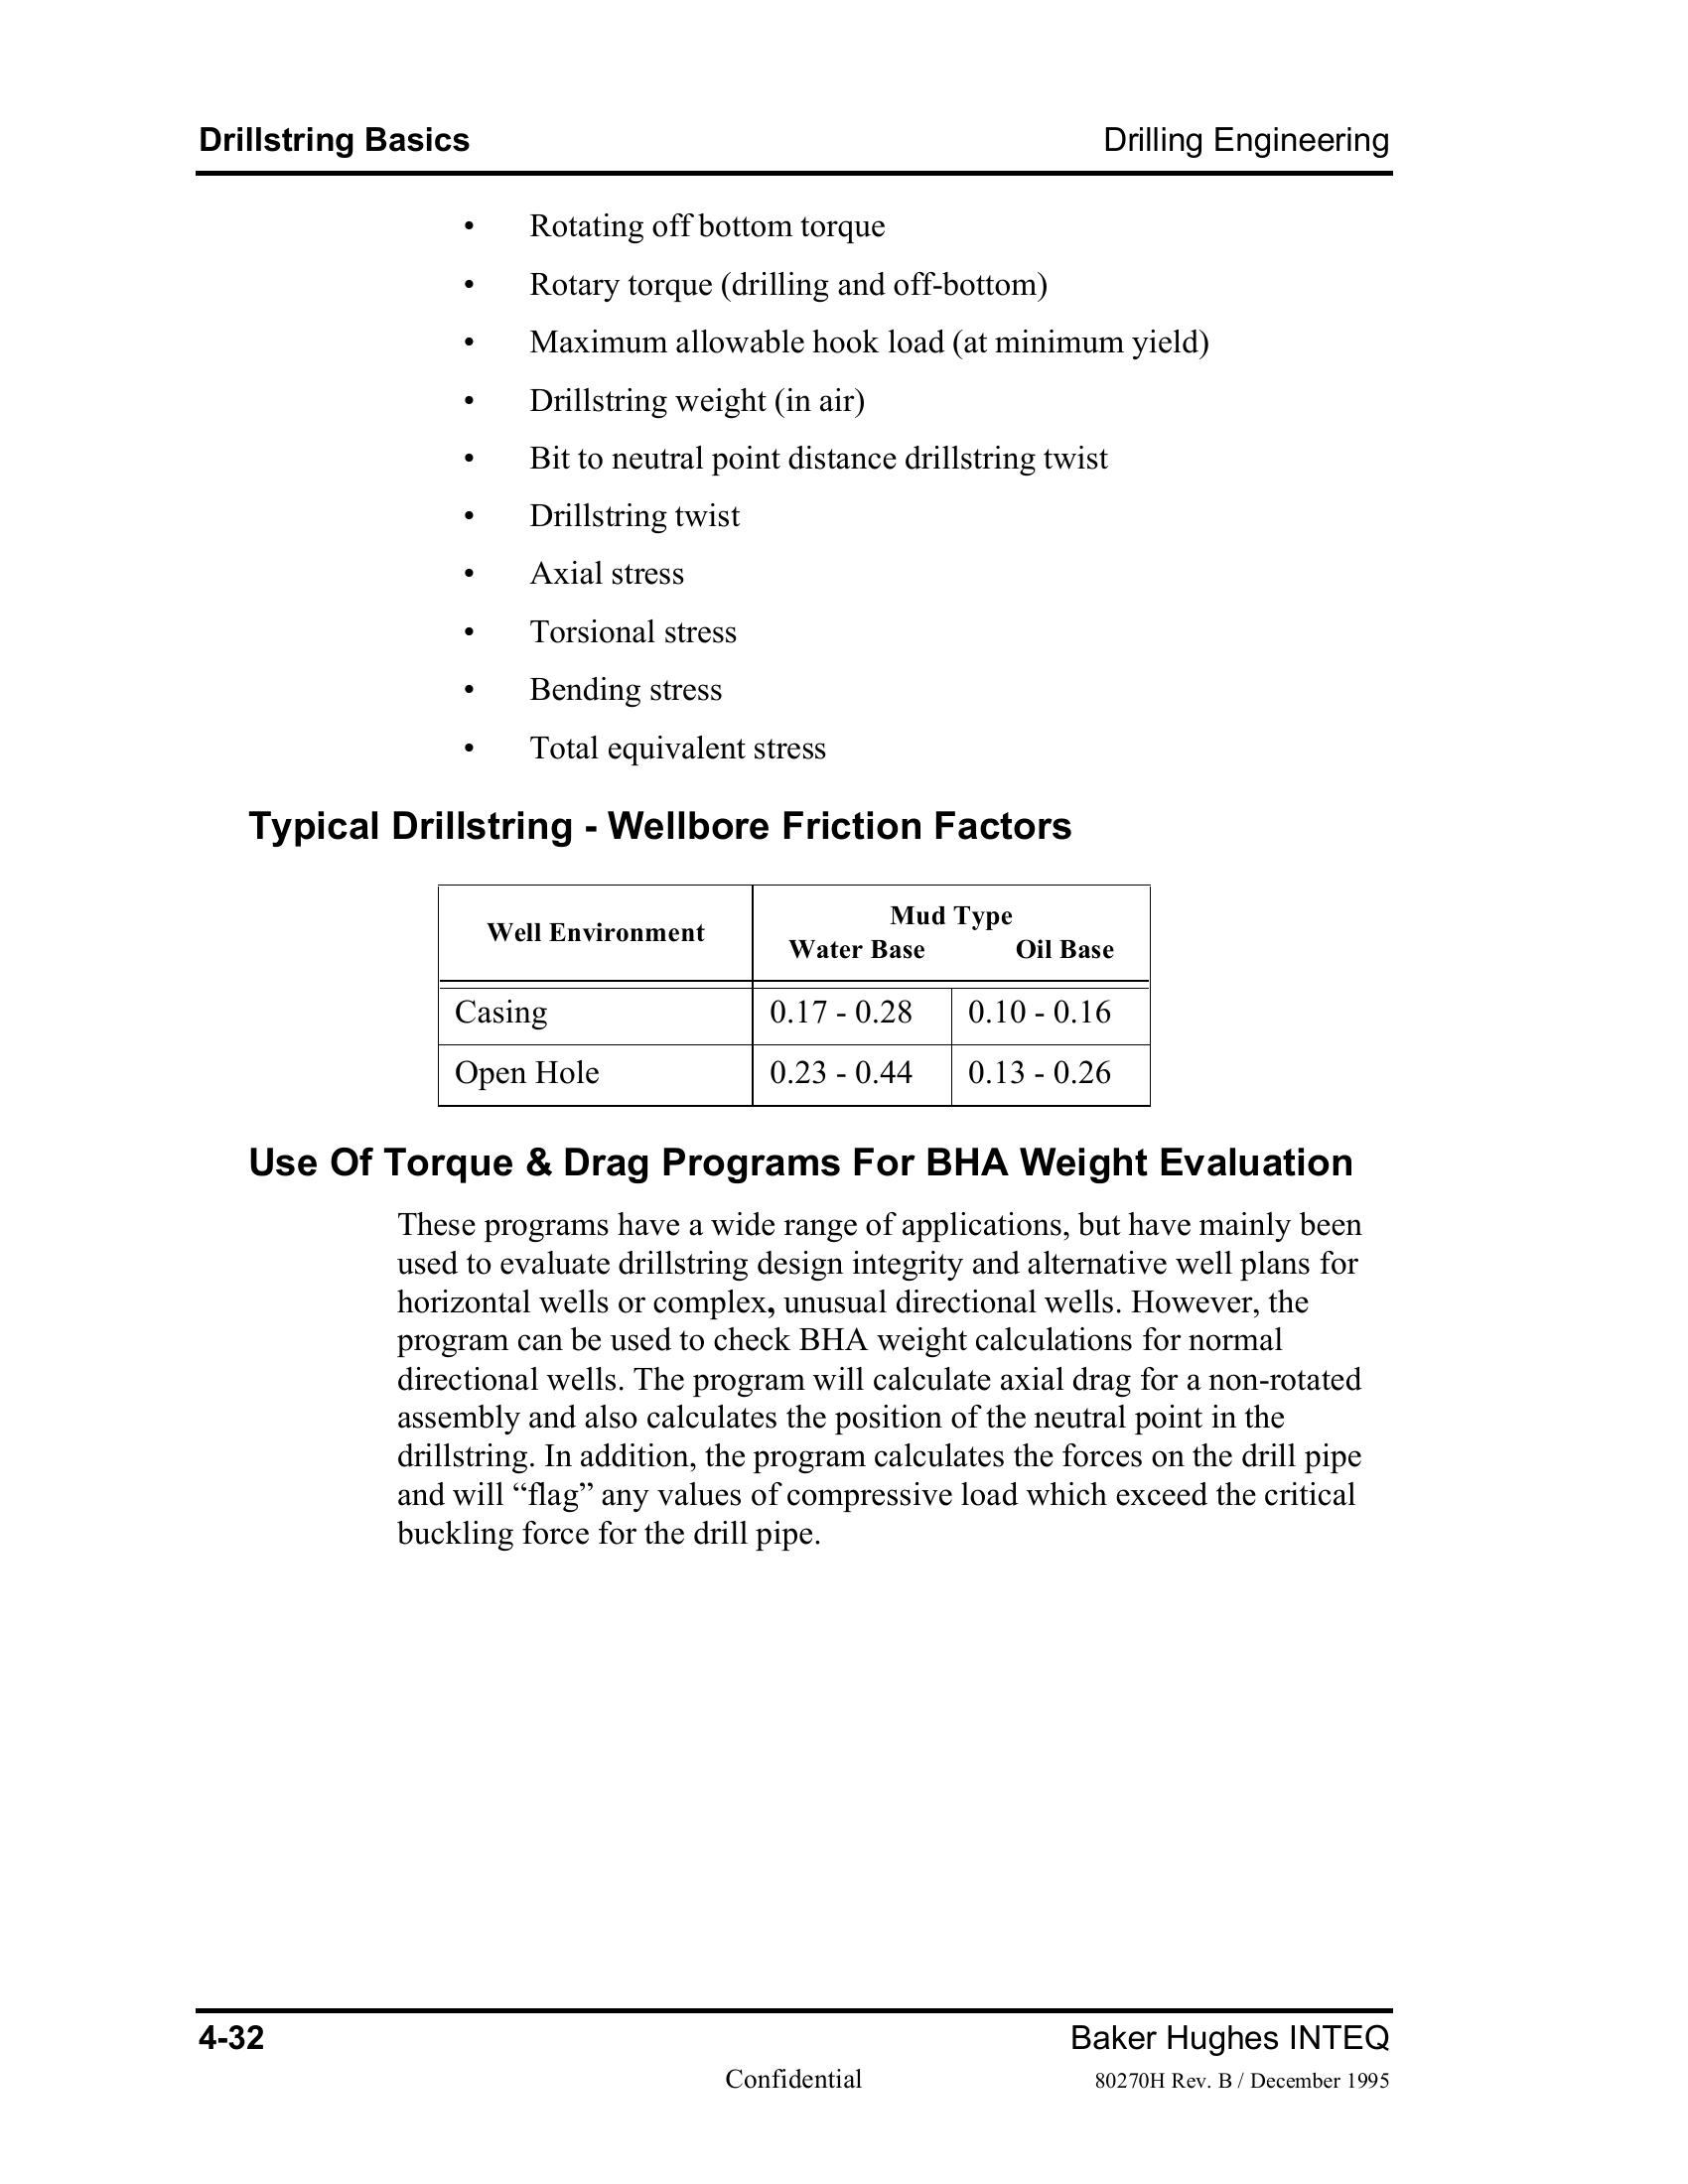 Drillstring Basics Drilling Engineering
• Rotating off bottom torque
• Rotary torque (drilling and off-bottom)
• Maximum allowable hook load (at minimum yield)
• Drillstring weight (in air)
• Bit to neutral point distance drillstring twist
• Drillstring twist
• Axial stress
• Torsional stress
• Bending stress
• Total equivalent stress
Typical Drillstring - Wellbore Friction Factors
Well Environment
Mud Type
Water Base Oil Base
Casing 0.17 - 0.28 0.10 - 0.16
Open Hole 0.23 - 0.44 0.13 - 0.26
Use Of Torque & Drag Programs For BHA Weight Evaluation
These programs have a wide range of applications, but have mainly been
used to evaluate drillstring design integrity and alternative well plans for
horizontal wells or complex, unusual directional wells. However, the
program can be used to check BHA weight calculations for normal
directional wells. The program will calculate axial drag for a non-rotated
assembly and also calculates the position of the neutral point in the
drillstring. In addition, the program calculates the forces on the drill pipe
and will “flag” any values of compressive load which exceed the critical
buckling force for the drill pipe.
4-32 Baker Hughes INTEQ
Confidential 80270H Rev. B / December 1995